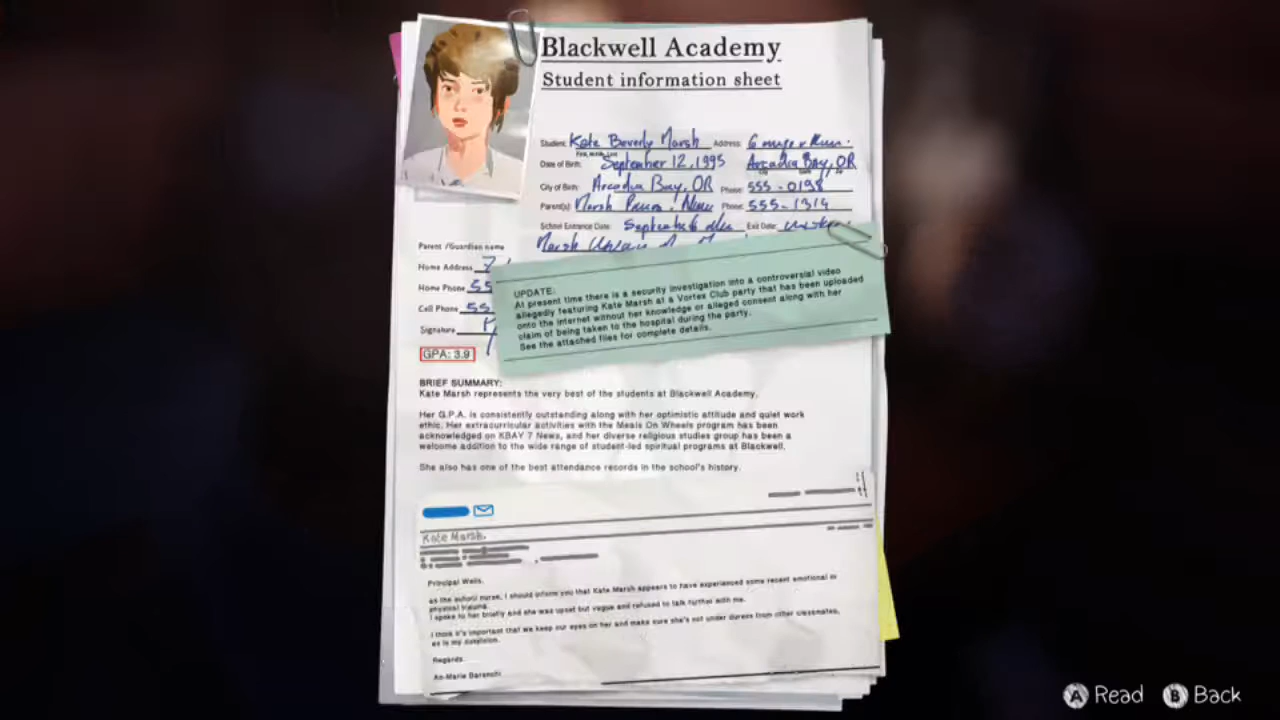 Blackwell Academy
Student information sheet
Student: Kate Beverly Marsh Address:
First, Middle, Last
Date of Birth: September 12, 1995 Arcadia Bay, OR
City of Birth: Arcadia Bay, OR Phone: 555-0198
Parent(s): Marsh Phone: 555-1314
School Entrance Date: Exit Date:
Marsh
Parent /Guardian name
Home Address
Home Phone 55
Cell Phone 55
Signature
UPDATE:
At present time there is a security investigation into a controversial video
allegedly featuring Kate Marsh at a Vortex Club party that has been uploaded
onto the internet without her knowledge or alleged consent along with her
claim of being taken to the hospital during the party.
See the attached files for complete details.
GPA: 3.9
BRIEF SUMMARY:
Kate Marsh represents the very best of the students at Blackwell Academy.
Her G.P.A. is consistently outstanding along with her optimistic attitude and quiet work
ethic. Her extracurricular activities with the Meals On Wheels program has been
acknowledged on KBAY 7 News, and her diverse religious studies group has been a
welcome addition to the wide range of student-led spiritual programs at Blackwell.
She also has one of the best attendance records in the school's history.
Kate Marsh.
Principal Wells,
as the school nurse, I should inform you that Kate Marsh appears to have experienced some recent emotional or
physical trauma.
I spoke to her briefly and she was upset but vague and refused to talk further with me.
I think it's important that we keep our eyes on her and make sure she's not under duress from other classmates,
as is my suspicion.
Regards
An-Marie Baranchi
A Read B Back